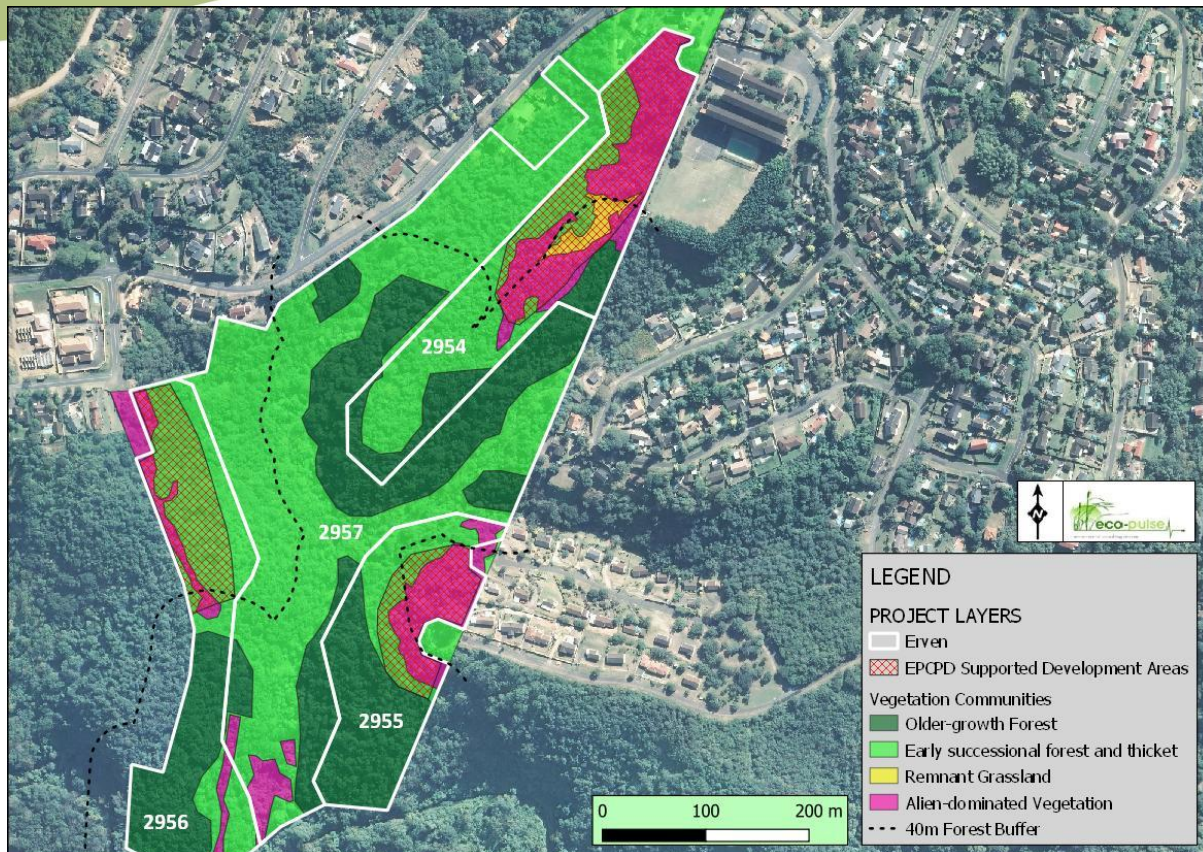 2954
2957
2955
2956
N
eco-pulse
LEGEND
PROJECT LAYERS
Erven
EPCPD Supported Development Areas
Vegetation Communities
Older-growth Forest
Early successional forest and thicket
Remnant Grassland
Alien-dominated Vegetation
40m Forest Buffer
0 100 200 m